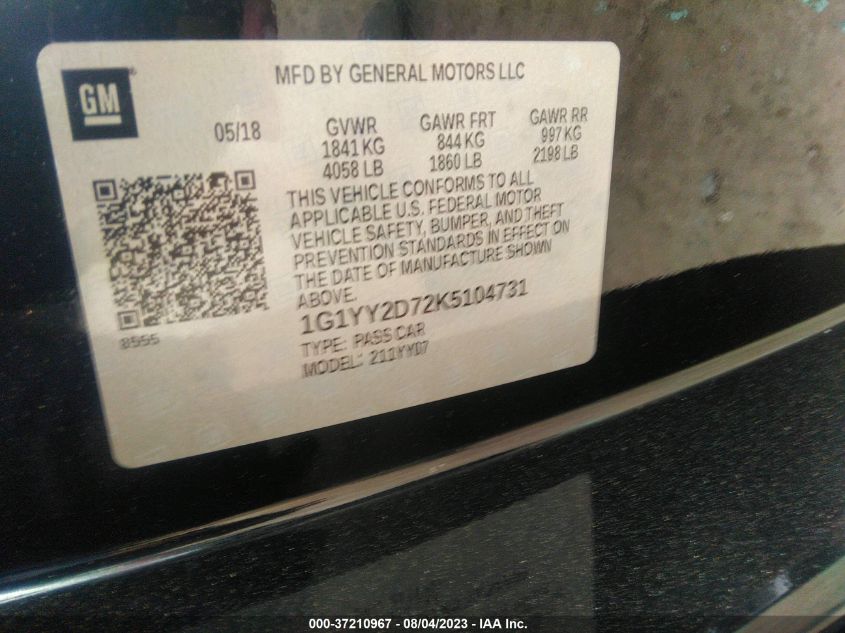 GM
MFD BY GENERAL MOTORS LLC
05/18
GVWR
1841 KG
4058 LB
GAWR FRT
844 KG
1860 LB
GAWR RR
997 KG
2198 LB
THIS VEHICLE CONFORMS TO ALL
APPLICABLE U.S. FEDERAL MOTOR
VEHICLE SAFETY, BUMPER, AND THEFT
PREVENTION STANDARDS IN EFFECT ON
THE DATE OF MANUFACTURE SHOWN
ABOVE.
8555
1G1YY2D72K5104731
TYPE: PASS CAR
MODEL: 211YY07
000-37210967 - 08/04/2023 - IAA Inc.